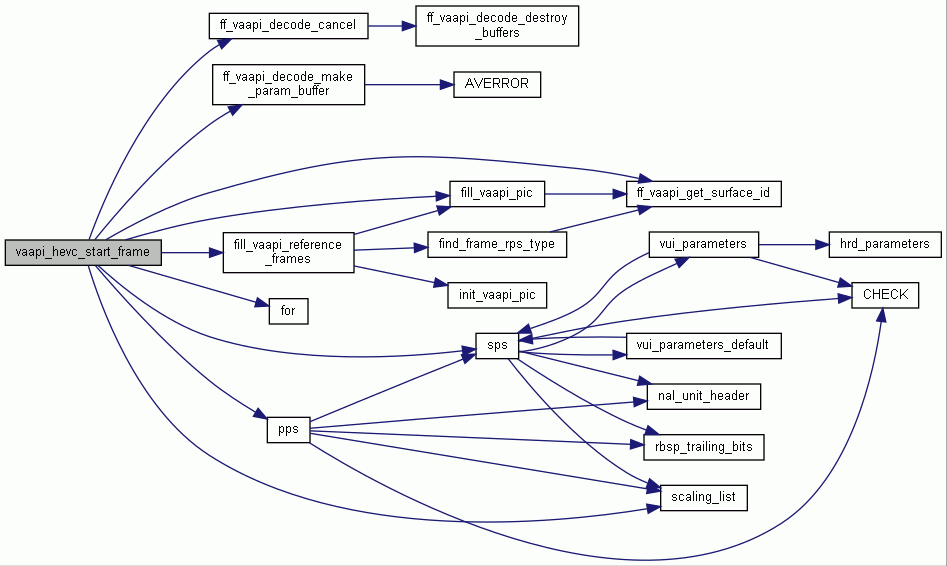 ff_vaapi_decode_cancel
ff_vaapi_decode_destroy
_buffers
ff_vaapi_decode_make
_param_buffer
AVERROR
fill_vaapi_pic
ff_vaapi_get_surface_id
vaapi_hevc_start_frame
fill_vaapi_reference
_frames
find_frame_rps_type
vui_parameters
hrd_parameters
init_vaapi_pic
CHECK
for
sps
vui_parameters_default
nal_unit_header
pps
rbsp_trailing_bits
scaling_list